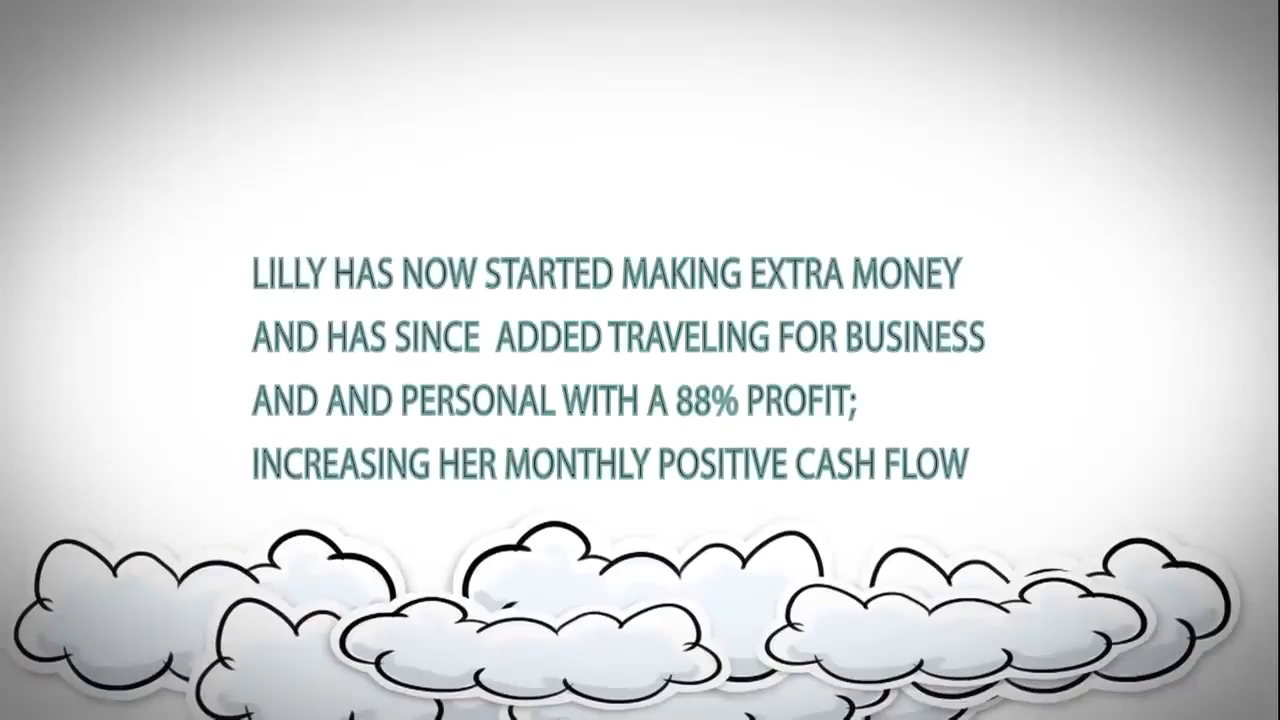 LILLY HAS NOW STARTED MAKING EXTRA MONEY
AND HAS SINCE  ADDED TRAVELING FOR BUSINESS
AND AND PERSONAL WITH A 88% PROFIT;
INCREASING HER MONTHLY POSITIVE CASH FLOW